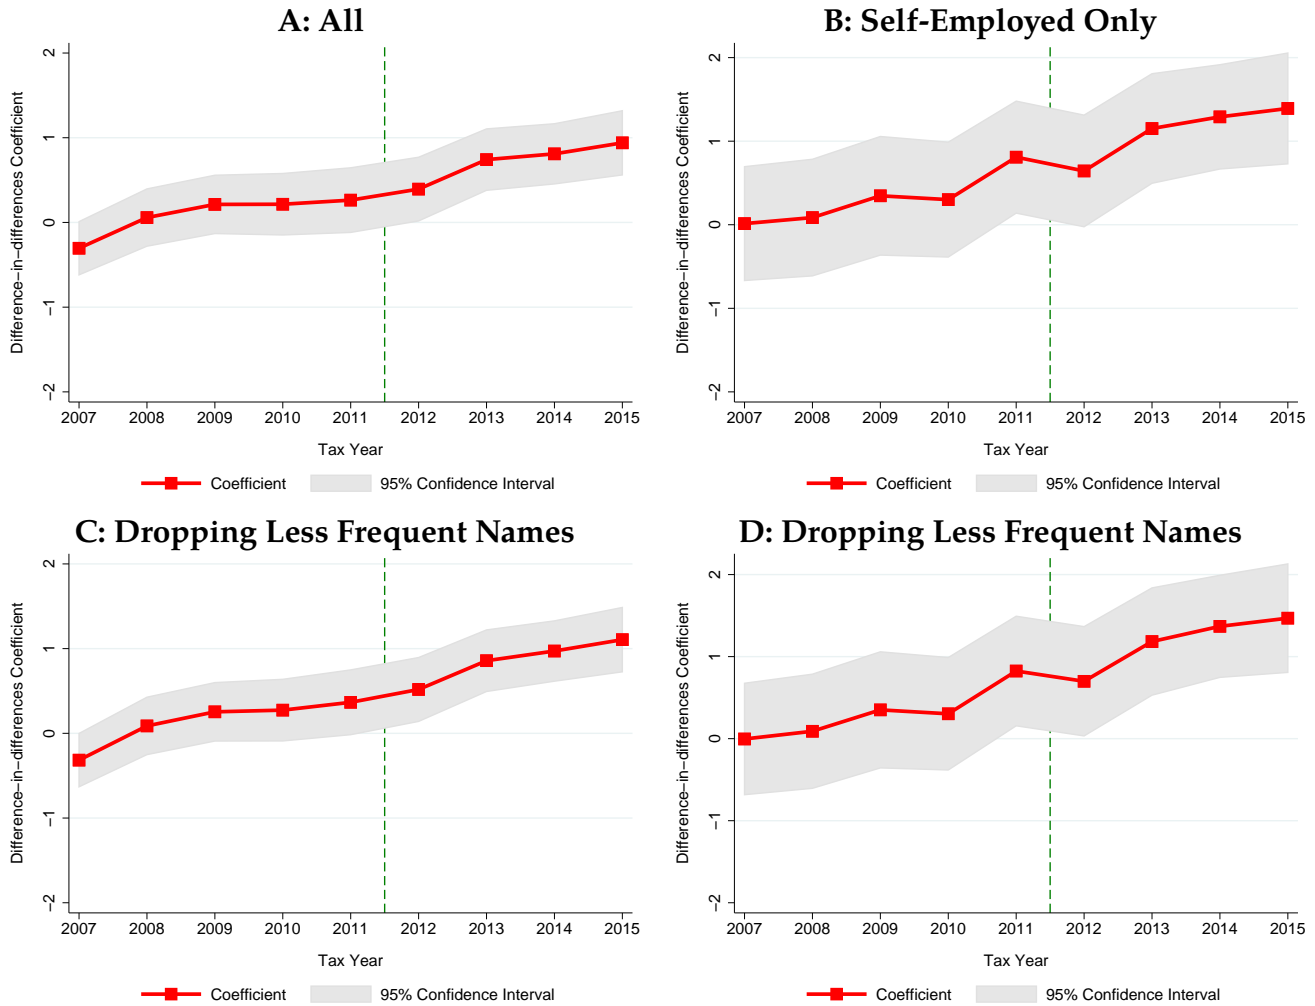 A: All
Difference−in−differences Coefficient
2
1
0
−1
−2
2007 2008 2009 2010 2011 2012 2013 2014 2015
Tax Year
Coefficient 95% Confidence Interval
B: Self-Employed Only
Difference−in−differences Coefficient
2
1
0
−1
−2
2007 2008 2009 2010 2011 2012 2013 2014 2015
Tax Year
Coefficient 95% Confidence Interval
C: Dropping Less Frequent Names
Difference−in−differences Coefficient
2
1
0
−1
−2
2007 2008 2009 2010 2011 2012 2013 2014 2015
Tax Year
Coefficient 95% Confidence Interval
D: Dropping Less Frequent Names
Difference−in−differences Coefficient
2
1
0
−1
−2
2007 2008 2009 2010 2011 2012 2013 2014 2015
Tax Year
Coefficient 95% Confidence Interval